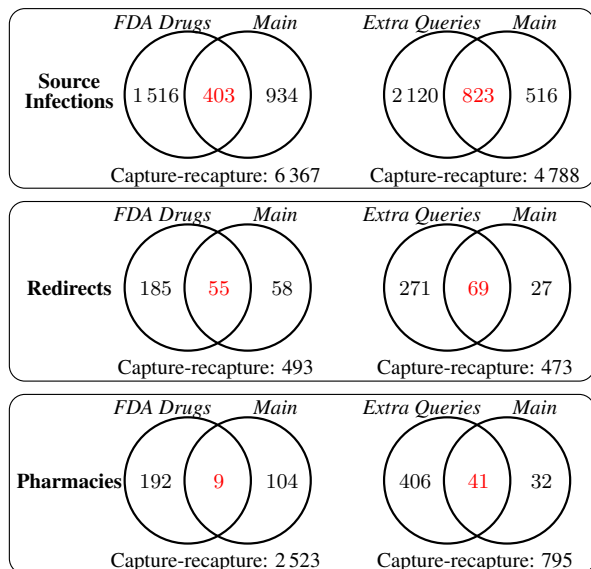 FDA Drugs Main Extra Queries Main
Source
Infections
1 516 403 934 2 120 823 516
Capture-recapture: 6 367 Capture-recapture: 4 788
FDA Drugs Main Extra Queries Main
Redirects 185 55 58 271 69 27
Capture-recapture: 493 Capture-recapture: 473
FDA Drugs Main Extra Queries Main
Pharmacies 192 9 104 406 41 32
Capture-recapture: 2 523 Capture-recapture: 795